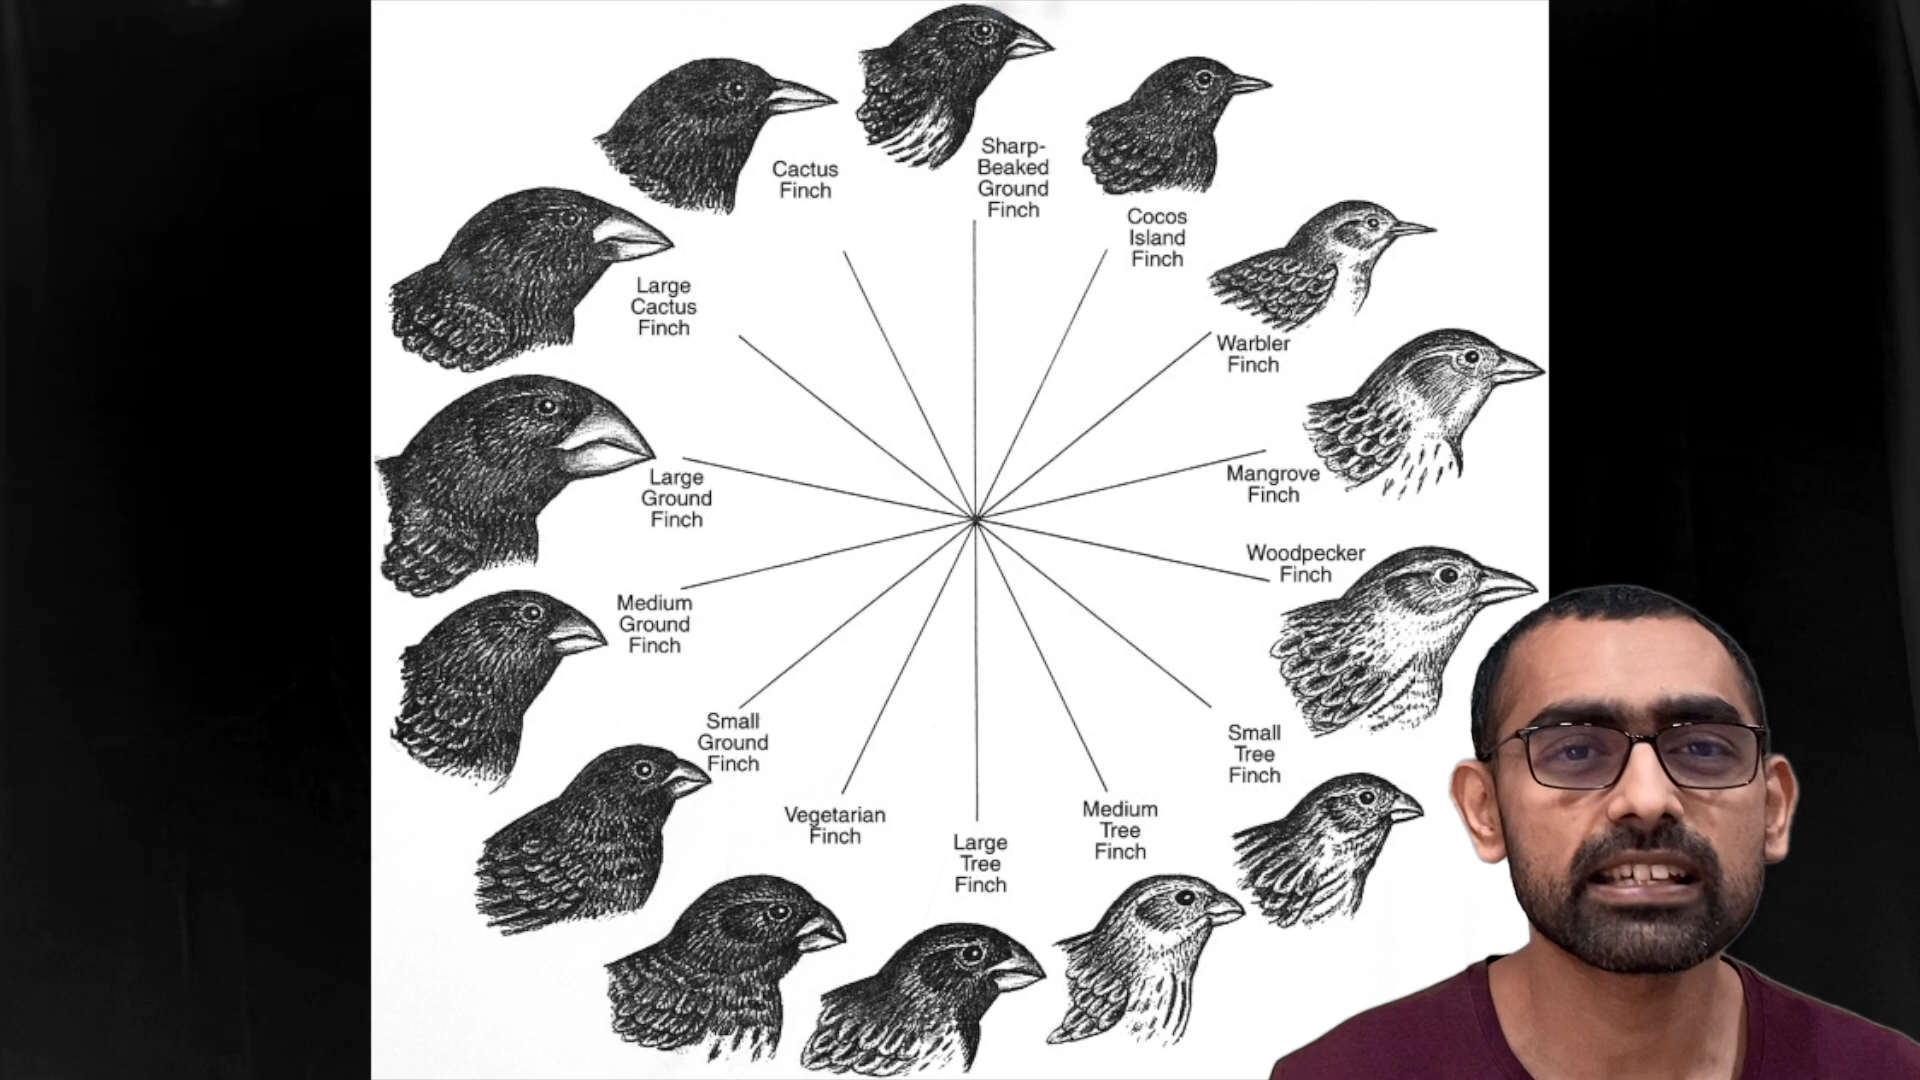 Cactus
Finch
Sharp-
Beaked
Ground
Finch
Cocos
Island
Finch
Large
Cactus
Finch
Warbler
Finch
Large
Ground
Finch
Mangrove
Finch
Woodpecker
Finch
Medium
Ground
Finch
Small
Ground
Finch
Small
Tree
Finch
Vegetarian
Finch
Large
Tree
Finch
Medium
Tree
Finch